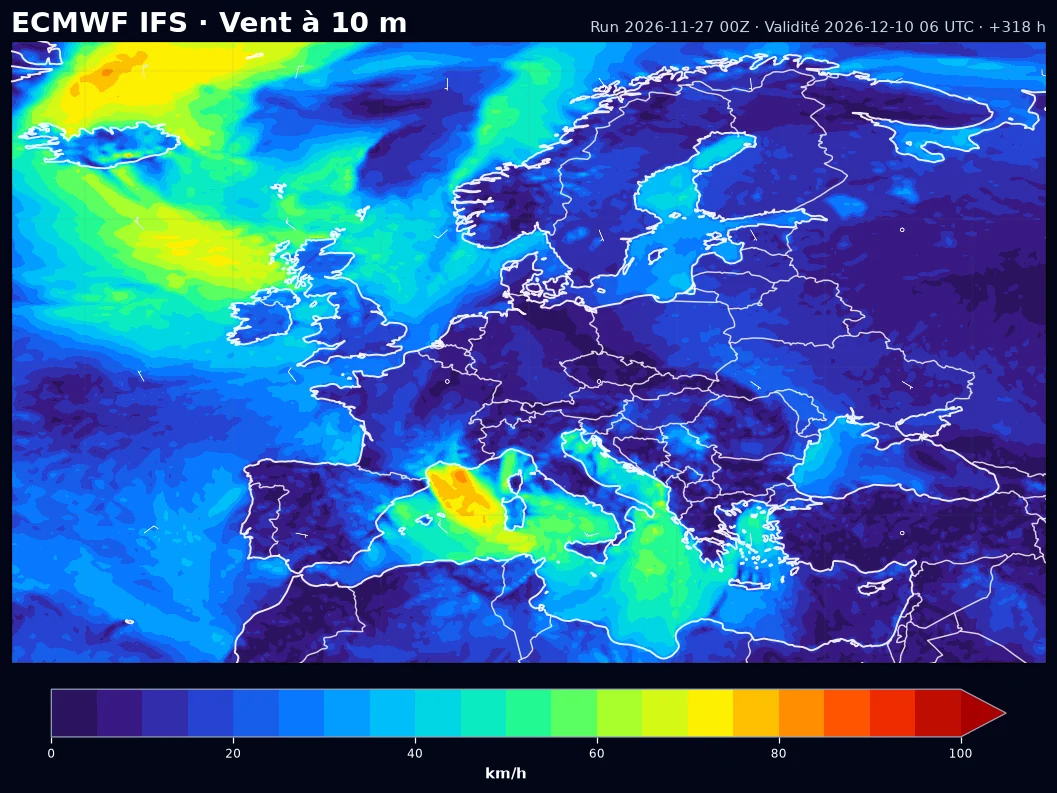 ECMWF IFS · Vent à 10 m
Run 2026-11-27 00Z · Validité 2026-12-10 06 UTC · +318 h
0 20 40 60 80 100
km/h